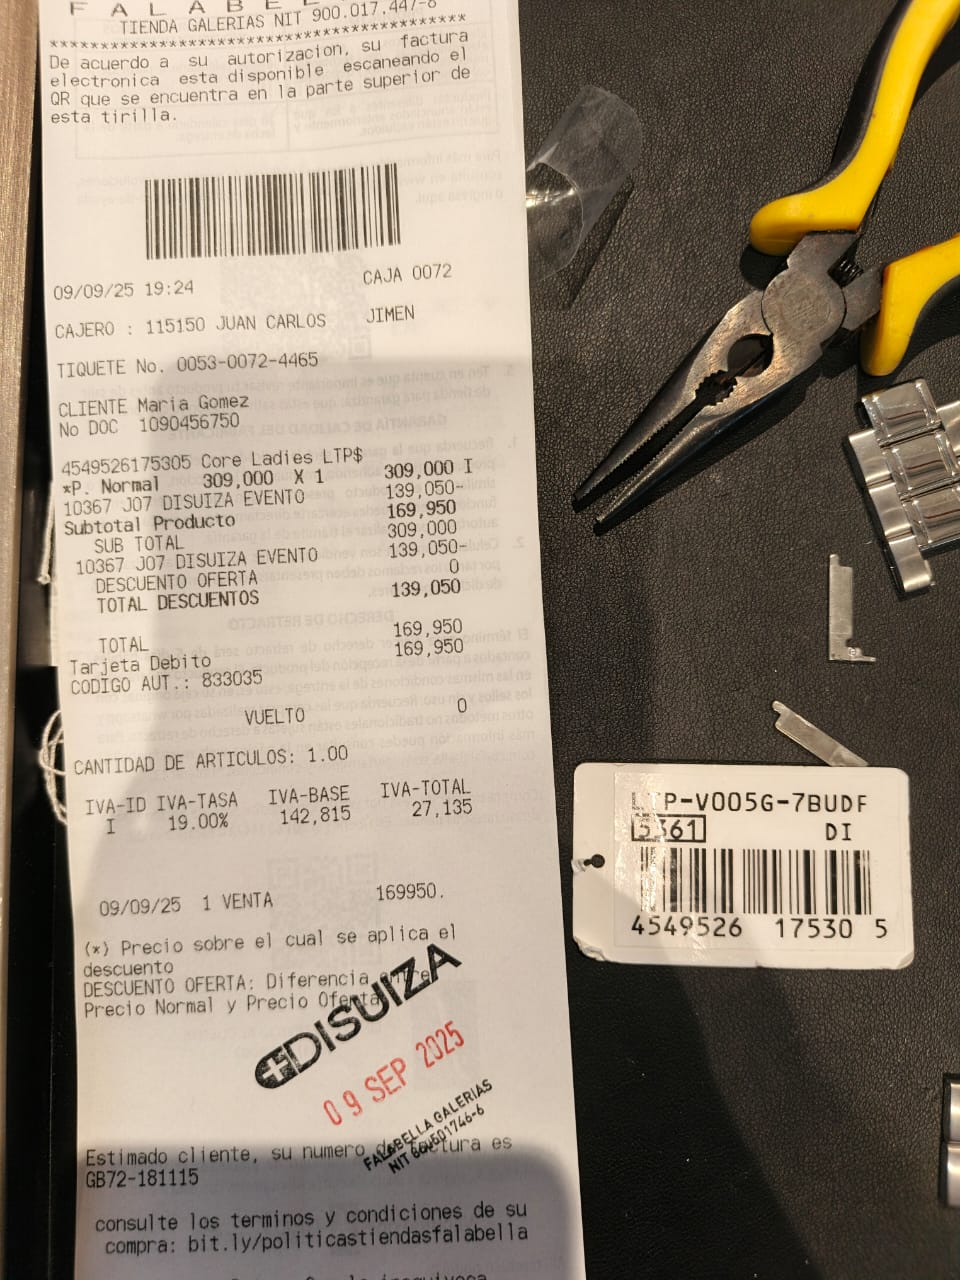 F A L A B E L
TIENDA GALERIAS NIT 900.017.447-8
****************************************
De acuerdo a su autorizacion, su factura
electronica esta disponible escaneando el
QR que se encuentra en la parte superior de
esta tirilla.
09/09/25 19:24 CAJA 0072
CAJERO : 115150 JUAN CARLOS JIMEN
TIQUETE No. 0053-0072-4465
CLIENTE Maria Gomez
No DOC 1090456750
4549526175305 Core Ladies LTP$
*P. Normal 309,000 X 1 309,000 I
10367 J07 DISUIZA EVENTO 139,050-
Subtotal Producto 169,950
SUB TOTAL 309,000
10367 J07 DISUIZA EVENTO 139,050-
DESCUENTO OFERTA 0
TOTAL DESCUENTOS 139,050
TOTAL 169,950
Tarjeta Debito 169,950
CODIGO AUT.: 833035
VUELTO 0
CANTIDAD DE ARTICULOS: 1.00
IVA-ID IVA-TASA IVA-BASE IVA-TOTAL
I 19.00% 142,815 27,135
09/09/25 1 VENTA 169950.
(*) Precio sobre el cual se aplica el
descuento
DESCUENTO OFERTA: Diferencia entre
Precio Normal y Precio Oferta
DISUIZA
09 SEP 2025
FALABELLA GALERIAS
NIT
Estimado cliente, su numero de factura es
GB72-181115
consulte los terminos y condiciones de su
compra: bit.ly/politicastiendasfalabella
LTP-V005G-7BUDF
5361 DI
4549526 17530 5